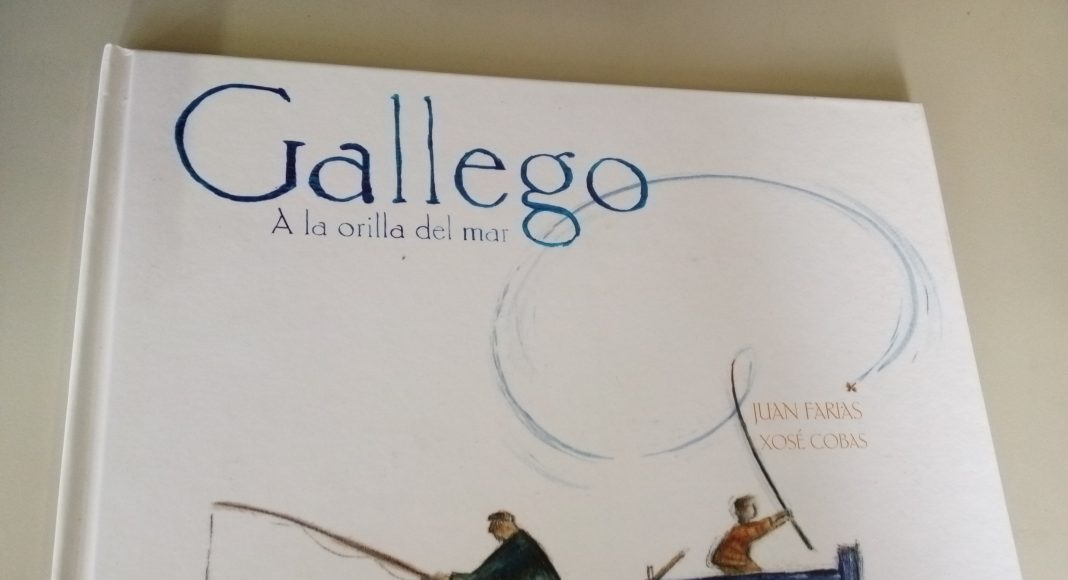 Gallego
A la orilla del mar
JUAN FARIAS
XOSÉ COBAS